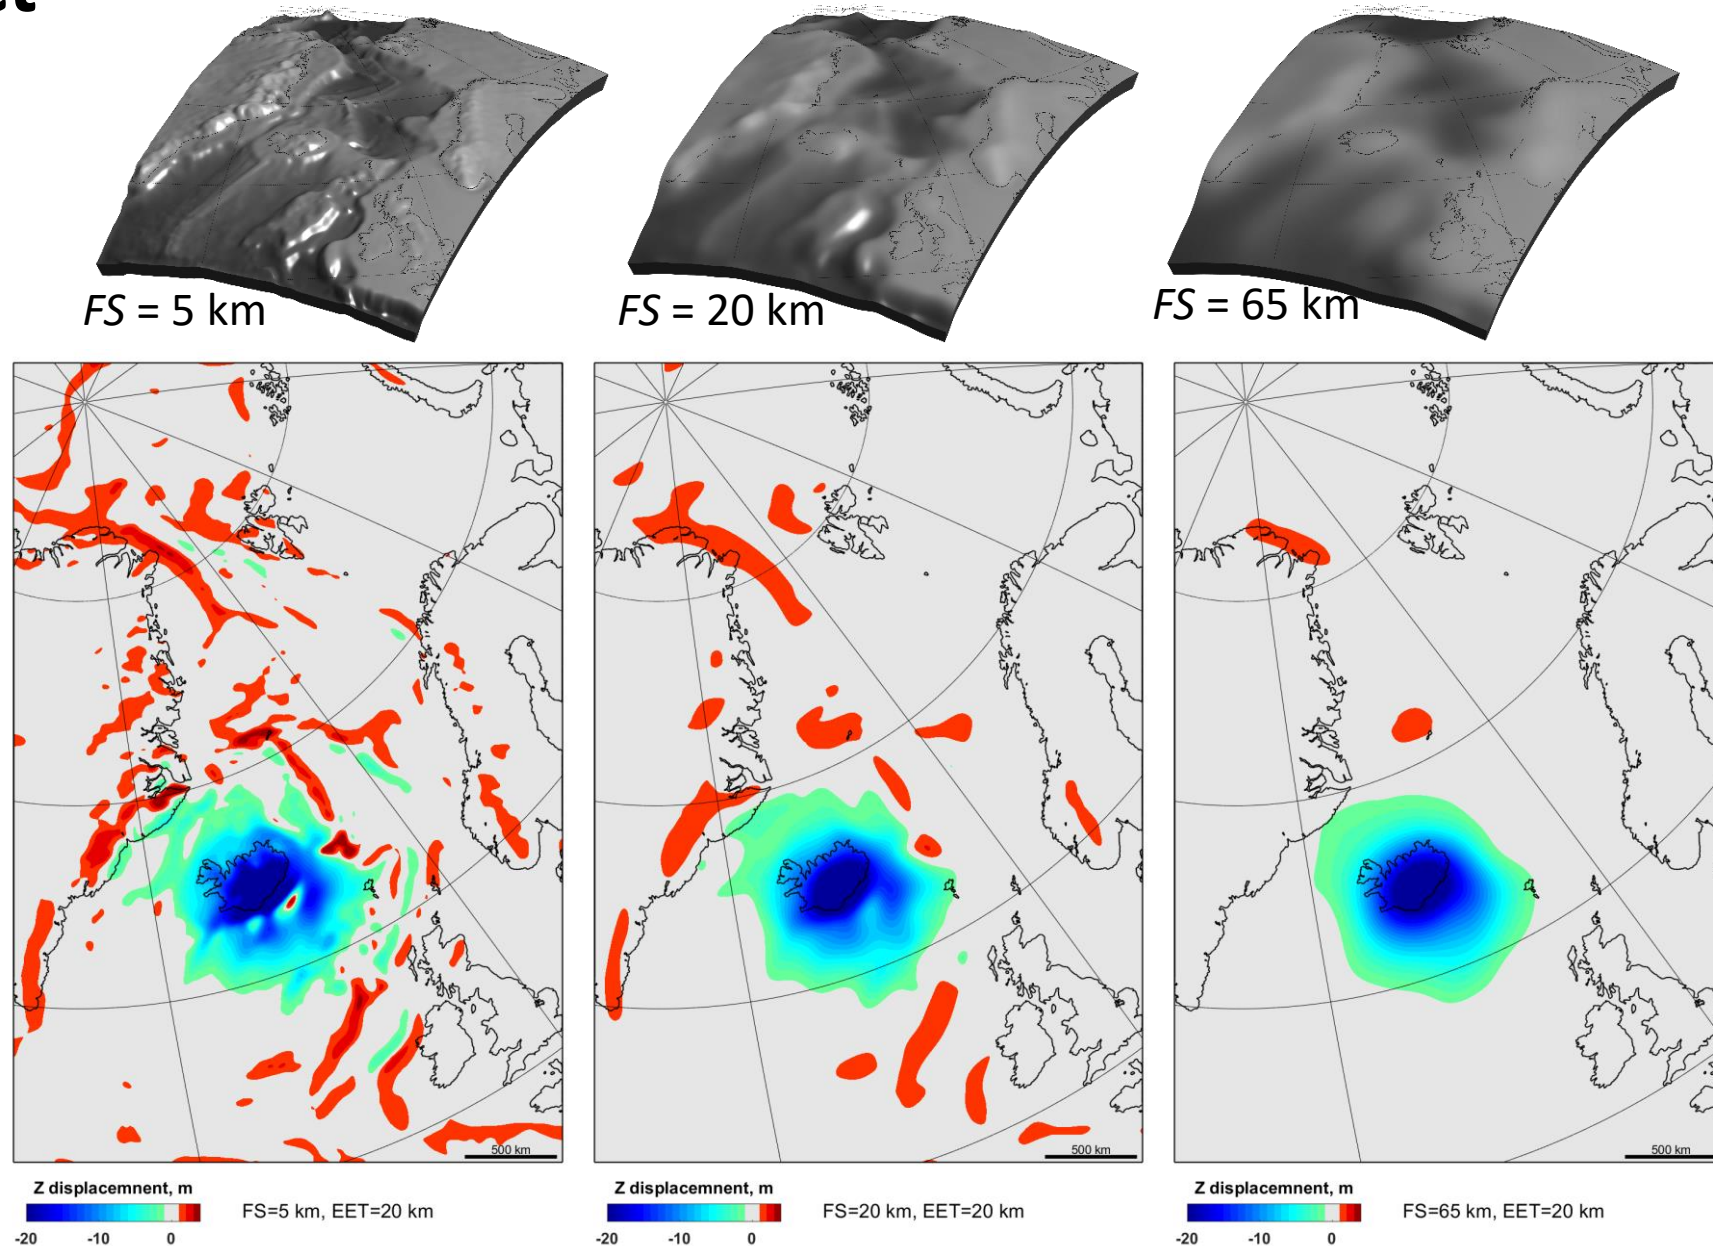 FS = 5 km
FS = 20 km
FS = 65 km
500 km
500 km
500 km
Z displacemnent, m
FS=5 km, EET=20 km
-20 -10 0
Z displacemnent, m
FS=20 km, EET=20 km
-20 -10 0
Z displacemnent, m
FS=65 km, EET=20 km
-20 -10 0